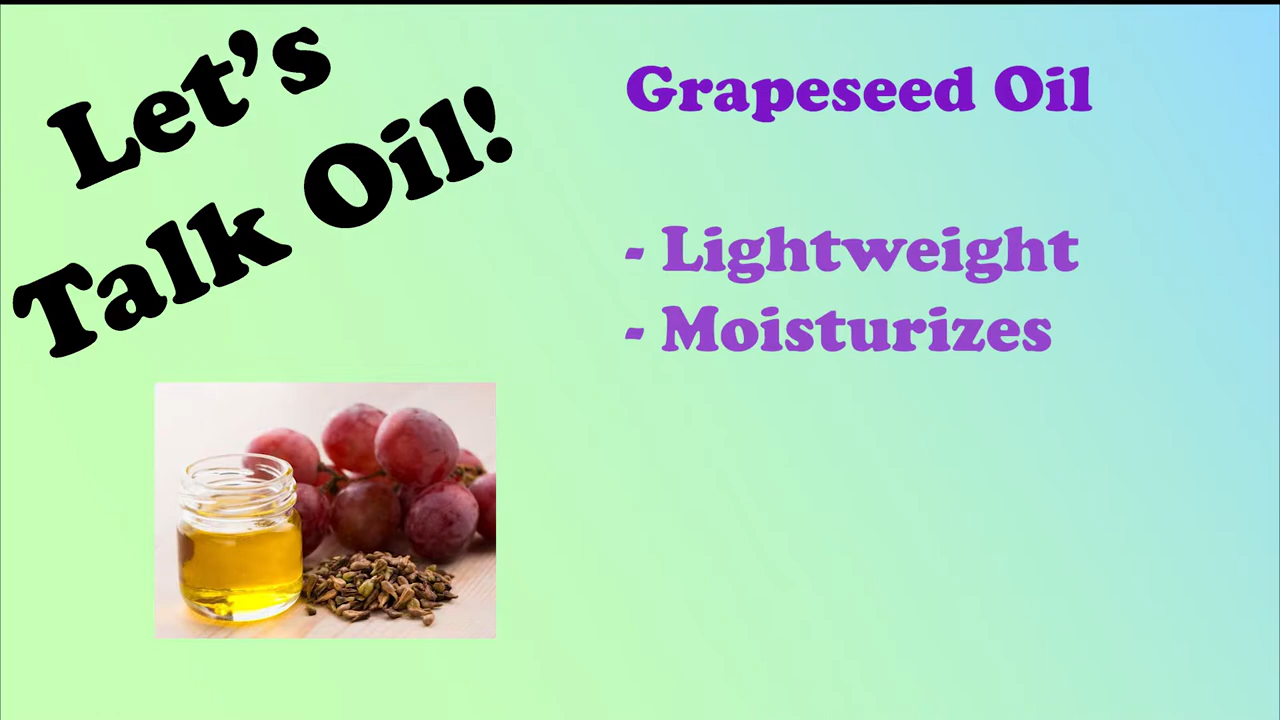 Let's
Talk Oil!
Grapeseed Oil
- Lightweight
- Moisturizes